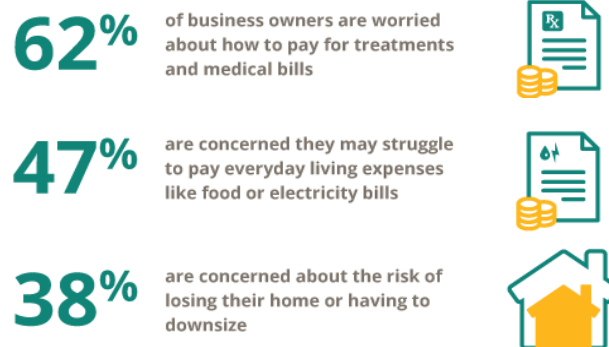 62%
of business owners are worried
about how to pay for treatments
and medical bills
Rx
47%
are concerned they may struggle
to pay everyday living expenses
like food or electricity bills
38%
are concerned about the risk of
losing their home or having to
downsize